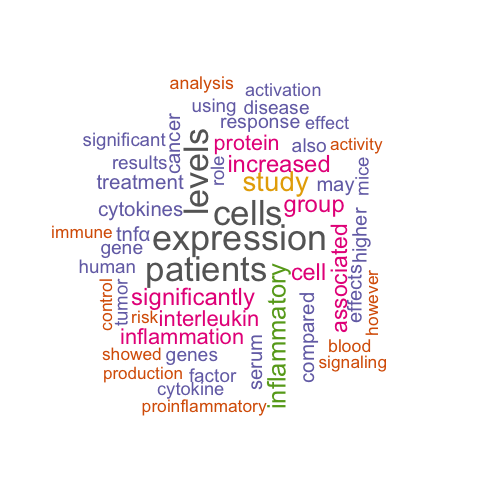 analysis
activation
using
disease
cancer
response
effect
significant
levels
protein
also
activity
results
role
increased
mice
treatment
study
may
cytokines
cells
group
immune
tnfα
expression
associated
higher
gene
human
patients
cell
effects
however
control
tumor
significantly
inflammatory
compared
risk
interleukin
inflammation
blood
showed
genes
serum
signaling
production
factor
cytokine
proinflammatory